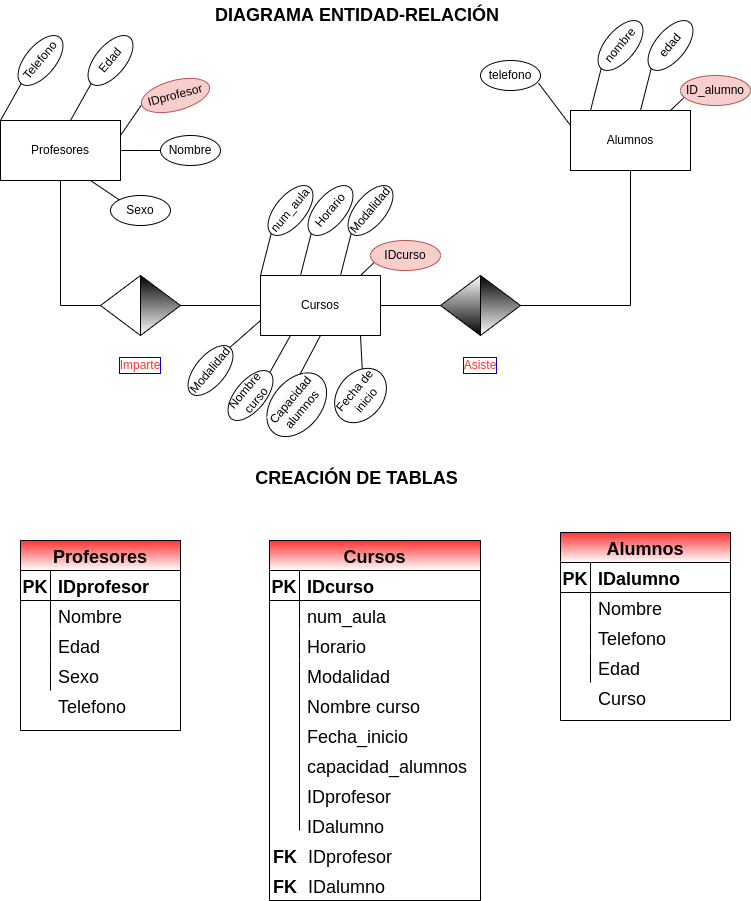 DIAGRAMA ENTIDAD-RELACIÓN
Telefono
Edad
IDprofesor
Profesores
Nombre
Sexo
nombre
edad
telefono
ID_alumno
Alumnos
num_aula
Horario
Modalidad
IDcurso
Cursos
Imparte
Asiste
Modalidad
Nombre
curso
Capacidad
alumnos
Fecha de
inicio
CREACIÓN DE TABLAS
Profesores
PK IDprofesor
Nombre
Edad
Sexo
Telefono
Cursos
PK IDcurso
num_aula
Horario
Modalidad
Nombre curso
Fecha_inicio
capacidad_alumnos
IDprofesor
IDalumno
FK IDprofesor
FK IDalumno
Alumnos
PK IDalumno
Nombre
Telefono
Edad
Curso